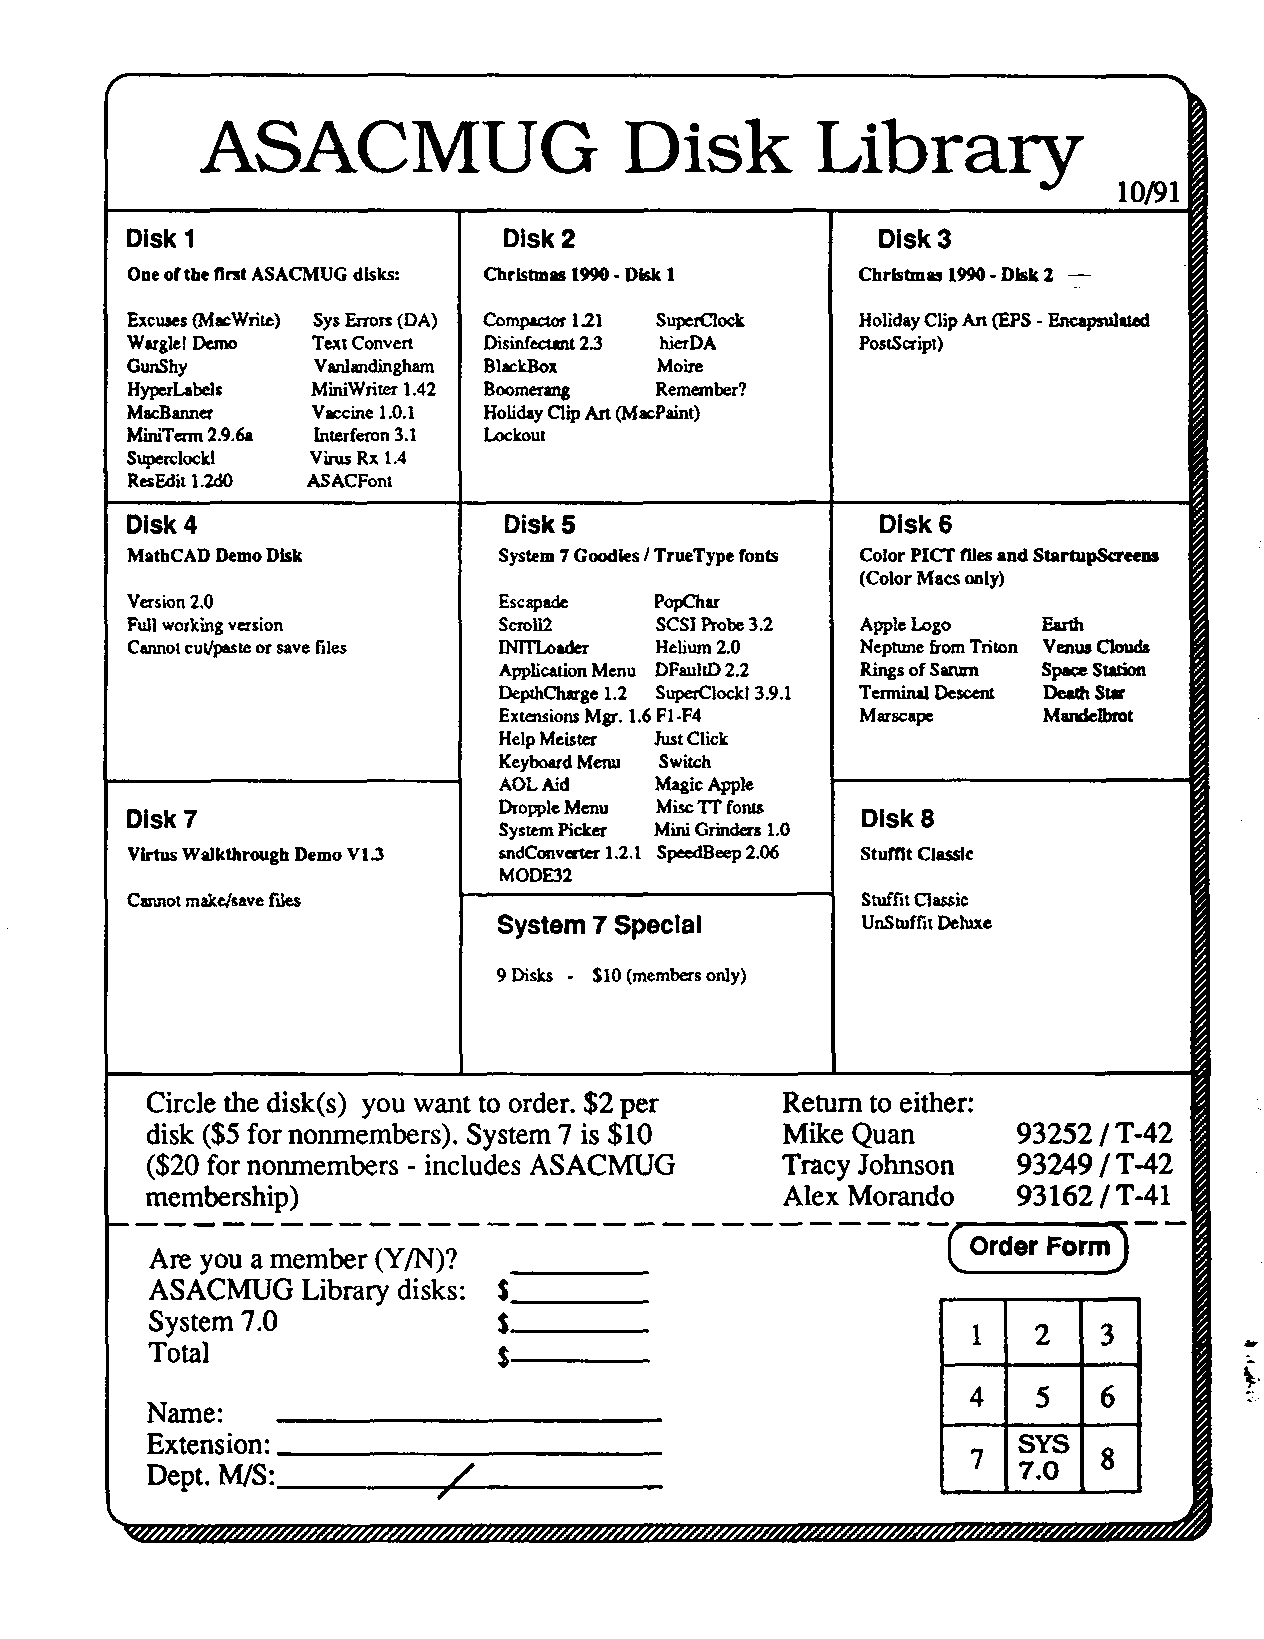 ASACMUG Disk Library
10/91
Disk 1
One of the first ASACMUG disks:
Excuses (MacWrite) Sys Errors (DA)
Wargle! Demo Text Convert
GunShy Vanlandingham
HyperLabels MiniWriter 1.42
MacBanner Vaccine 1.0.1
MiniTerm 2.9.6a Interferon 3.1
Superclock! Virus Rx 1.4
ResEdit 1.2d0 ASACFont
Disk 2
Christmas 1990 - Disk 1
Compactor 1.21 SuperClock
Disinfectant 2.3 hierDA
BlackBox Moire
Boomerang Remember?
Holiday Clip Art (MacPaint)
Lockout
Disk 3
Christmas 1990 - Disk 2
Holiday Clip Art (EPS - Encapsulated
PostScript)
Disk 4
MathCAD Demo Disk
Version 2.0
Full working version
Cannot cut/paste or save files
Disk 5
System 7 Goodies / TrueType fonts
Escapade PopChar
Scroll2 SCSI Probe 3.2
INITLoader Helium 2.0
Application Menu DFaultD 2.2
DepthCharge 1.2 SuperClock! 3.9.1
Extensions Mgr. 1.6 F1-F4
Help Meister Just Click
Keyboard Menu Switch
AOL Aid Magic Apple
Dropple Menu Misc TT fonts
System Picker Mini Grinders 1.0
sndConverter 1.2.1 SpeedBeep 2.06
MODE32
Disk 6
Color PICT files and StartupScreens
(Color Macs only)
Apple Logo Earth
Neptune from Triton Venus Clouds
Rings of Saturn Space Station
Terminal Descent Death Star
Marscape Mandelbrot
Disk 7
Virtus Walkthrough Demo V1.3
Cannot make/save files
System 7 Special
9 Disks - $10 (members only)
Disk 8
Stuffit Classic
Stuffit Classic
UnStuffit Deluxe
Circle the disk(s) you want to order. $2 per
disk ($5 for nonmembers). System 7 is $10
($20 for nonmembers - includes ASACMUG
membership)
Return to either:
Mike Quan 93252 / T-42
Tracy Johnson 93249 / T-42
Alex Morando 93162 / T-41
Order Form
Are you a member (Y/N)?
ASACMUG Library disks: $
System 7.0 $
Total $
Name:
Extension:
Dept. M/S: /
1 2 3
4 5 6
7 SYS 7.0 8